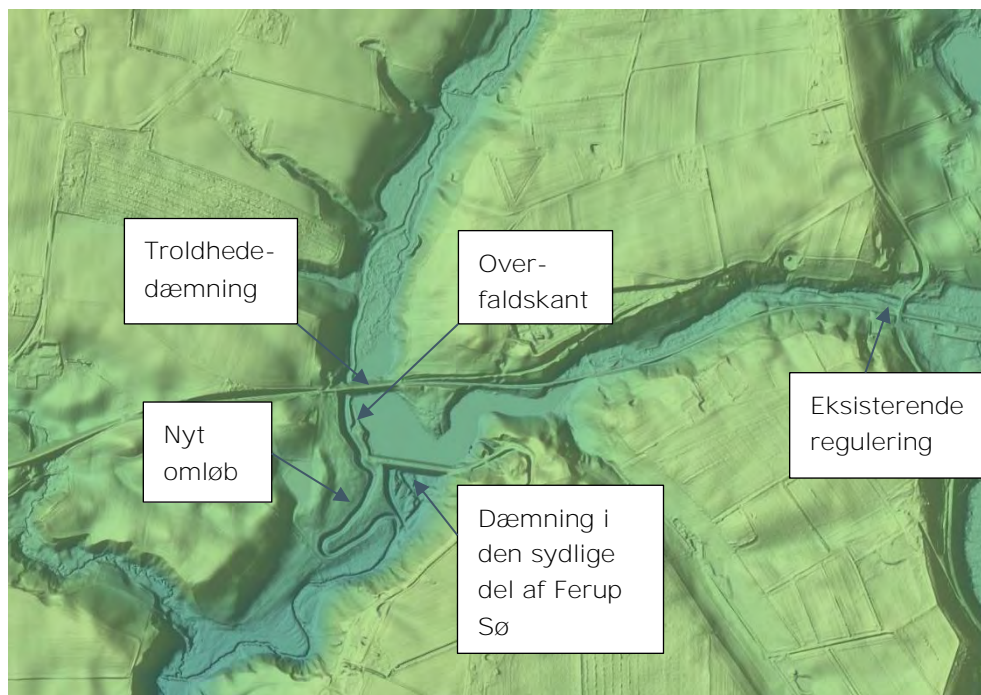 Troldhede-
dæmning
Over-
faldskant
Eksisterende
regulering
Nyt
omløb
Dæmning i
den sydlige
del af Ferup
Sø